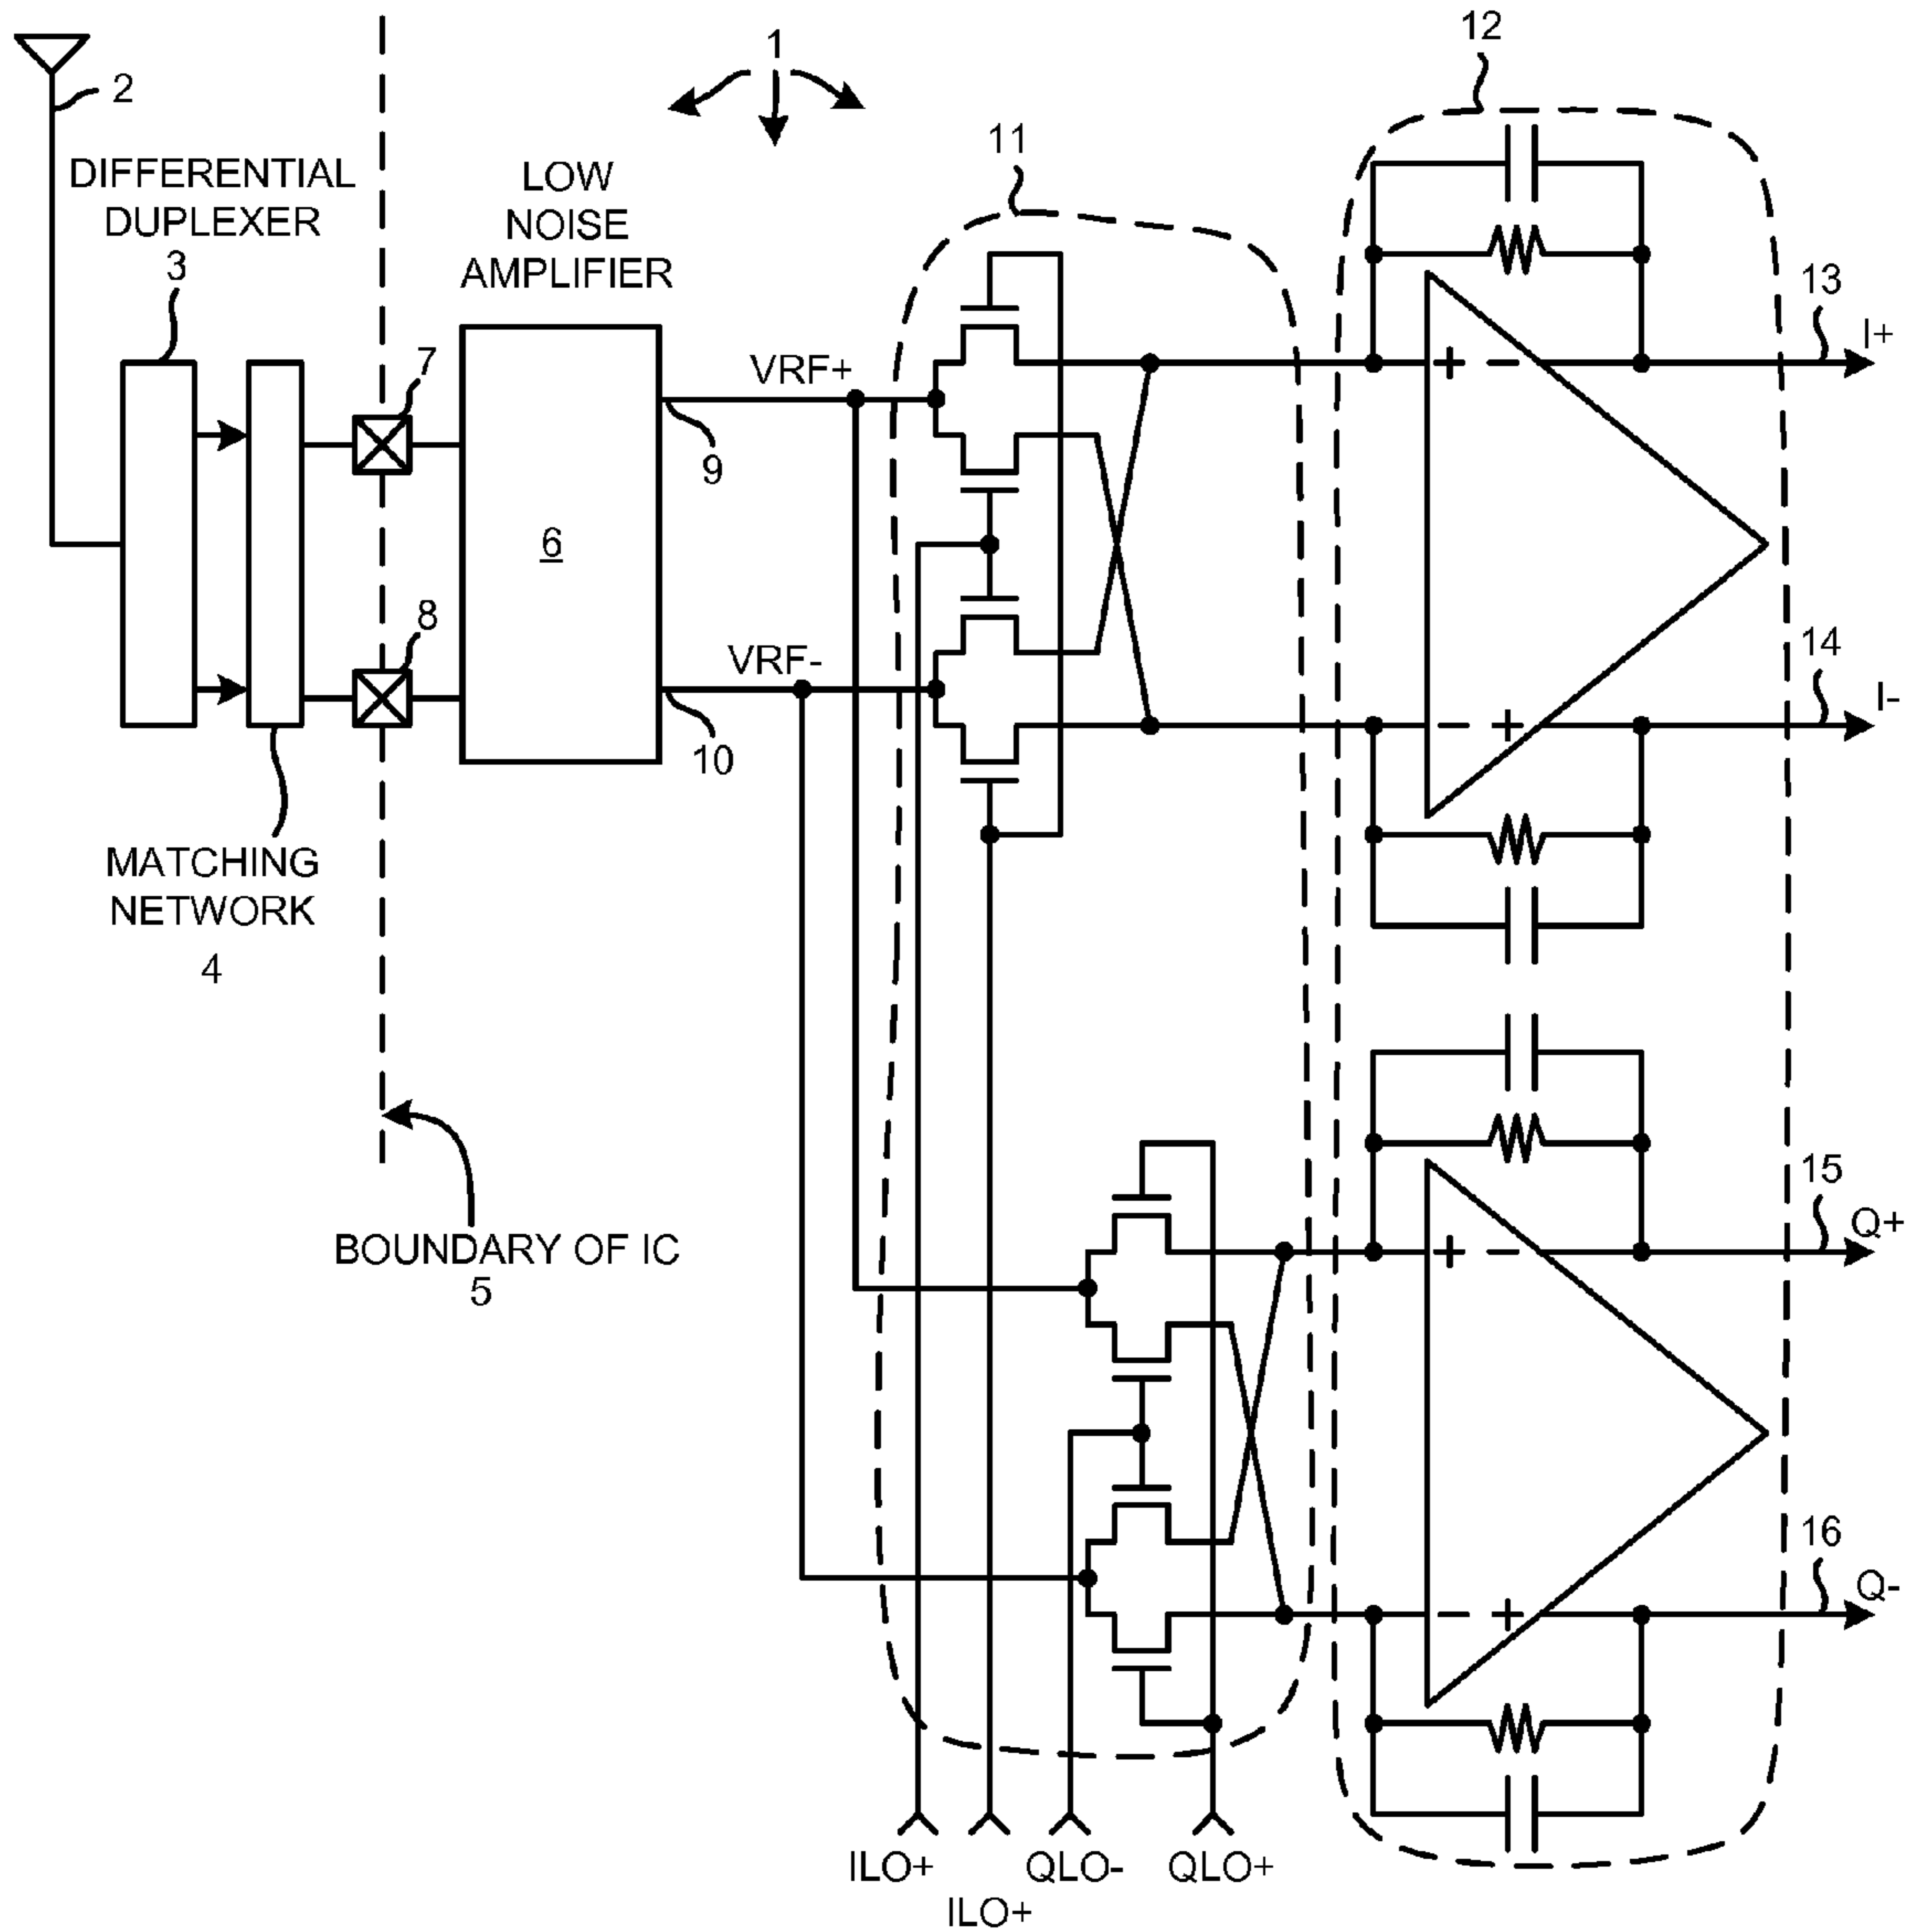 1
2
DIFFERENTIAL
DUPLEXER
3
LOW
NOISE
AMPLIFIER
11
12
7
6
8
VRF+
9
VRF-
10
+ -
- +
13
I+
14
I-
MATCHING
NETWORK
4
BOUNDARY OF IC
5
+ -
- +
15
Q+
16
Q-
ILO+
ILO+
QLO-
QLO+